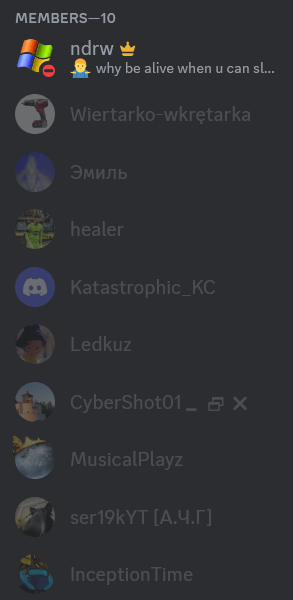 MEMBERS—10
ndrw
why be alive when u can sl...
Wiertarko-wkrętarka
Эмиль
healer
Katastrophic_KC
Ledkuz
CyberShot01 🗕 🗗 ✕
MusicalPlayz
ser19kYT [А.Ч.Г]
InceptionTime